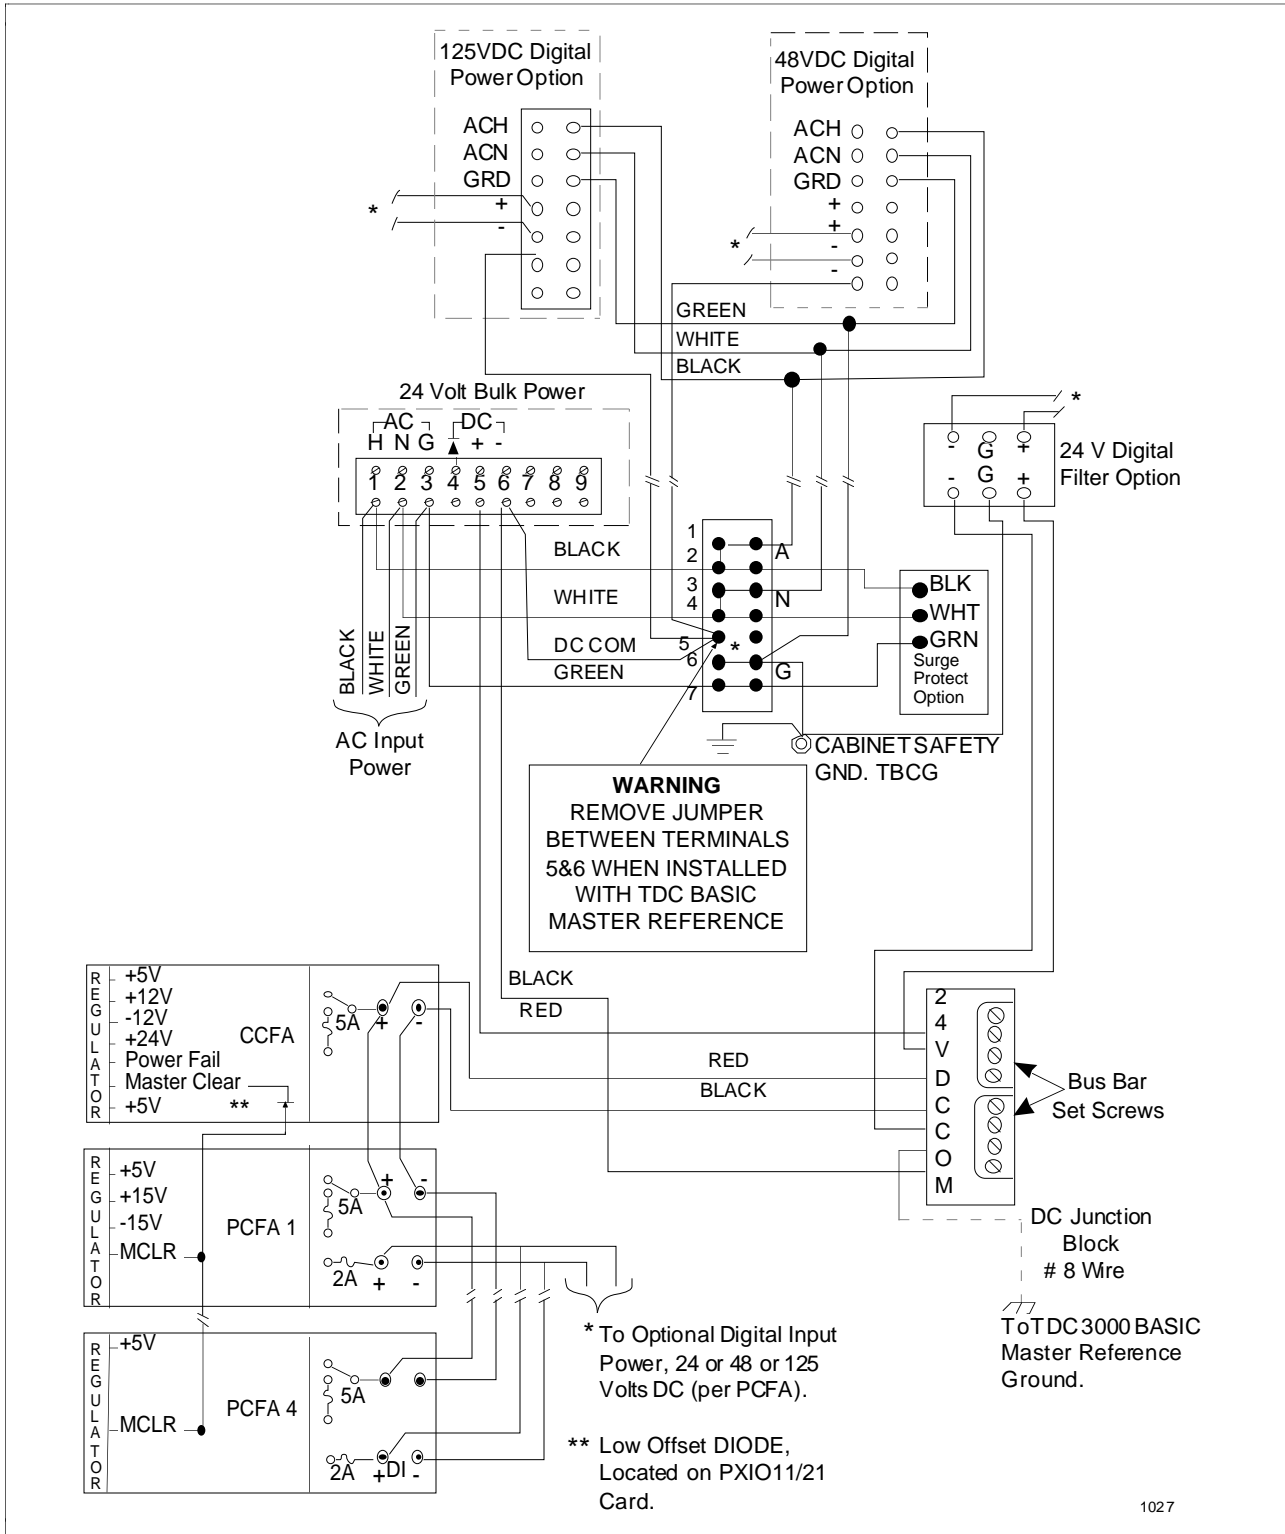 125VDC Digital
Power Option
48VDC Digital
Power Option
ACH
ACN
GRD
+
-
*
ACH
ACN
GRD
+
+
-
-
*
GREEN
WHITE
BLACK
24 Volt Bulk Power
AC
DC
H N G + -
1 2 3 4 5 6 7 8 9
*
- G +
- G +
24 V Digital
Filter Option
BLACK
WHITE
DC COM
GREEN
1
2
3
4
5
6
7
A
N
*
G
BLK
WHT
GRN
Surge
Protect
Option
BLACK
WHITE
GREEN
AC Input
Power
CABINET SAFETY
GND. TBCG
WARNING
REMOVE JUMPER
BETWEEN TERMINALS
5&6 WHEN INSTALLED
WITH TDC BASIC
MASTER REFERENCE
BLACK
RED
RED
BLACK
2
4
V
D
C
C
O
M
Bus Bar
Set Screws
DC Junction
Block
# 8 Wire
To TDC 3000 BASIC
Master Reference
Ground.
REGULATOR
+5V
+12V
-12V
+24V
Power Fail
Master Clear
+5V
**
CCFA
5A + -
REGULATOR
+5V
+15V
-15V
MCLR
PCFA 1
+ -
5A
2A + -
REGULATOR
+5V
MCLR
PCFA 4
5A
2A + DI -
* To Optional Digital Input
Power, 24 or 48 or 125
Volts DC (per PCFA).
** Low Offset DIODE,
Located on PXIO11/21
Card.
1027